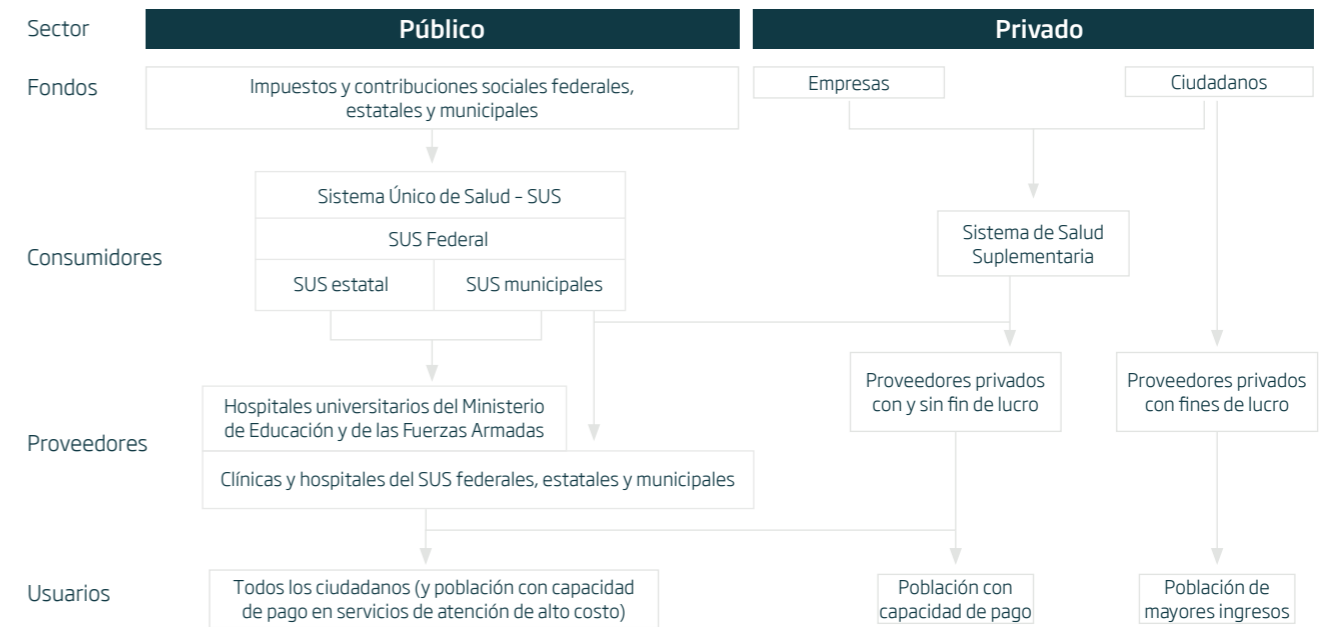 Sector
Público
Privado
Fondos
Impuestos y contribuciones sociales federales,
estatales y municipales
Empresas
Ciudadanos
Consumidores
Sistema Único de Salud – SUS
SUS Federal
SUS estatal
SUS municipales
Sistema de Salud
Suplementaria
Proveedores
Hospitales universitarios del Ministerio
de Educación y de las Fuerzas Armadas
Clínicas y hospitales del SUS federales, estatales y municipales
Proveedores privados
con y sin fin de lucro
Proveedores privados
con fines de lucro
Usuarios
Todos los ciudadanos (y población con capacidad
de pago en servicios de atención de alto costo)
Población con
capacidad de pago
Población de
mayores ingresos